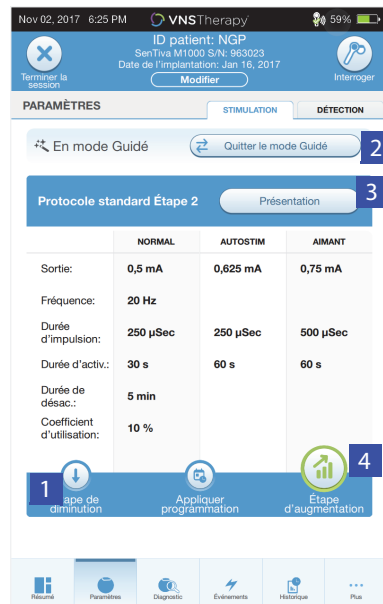 Nov 02, 2017 6:25 PM VNSTherapy 59%
ID patient: NGP
SenTiva M1000 S/N: 963023
Date de l'implantation: Jan 16, 2017
Modifier
Terminer la
session
Interroger
PARAMÈTRES STIMULATION DÉTECTION
En mode Guidé Quitter le mode Guidé 2
3
Protocole standard Étape 2 Présentation
NORMAL AUTOSTIM AIMANT
Sortie: 0,5 mA 0,625 mA 0,75 mA
Fréquence: 20 Hz
Durée
d'impulsion: 250 µSec 250 µSec 500 µSec
Durée d'activ.: 30 s 60 s 60 s
Durée de
désac.: 5 min
Coefficient
d'utilisation: 10 %
1 4
ape de
diminution
Appliquer
programmation
Étape
d'augmentation
Résumé Paramètres Diagnostic Événements Historique Plus